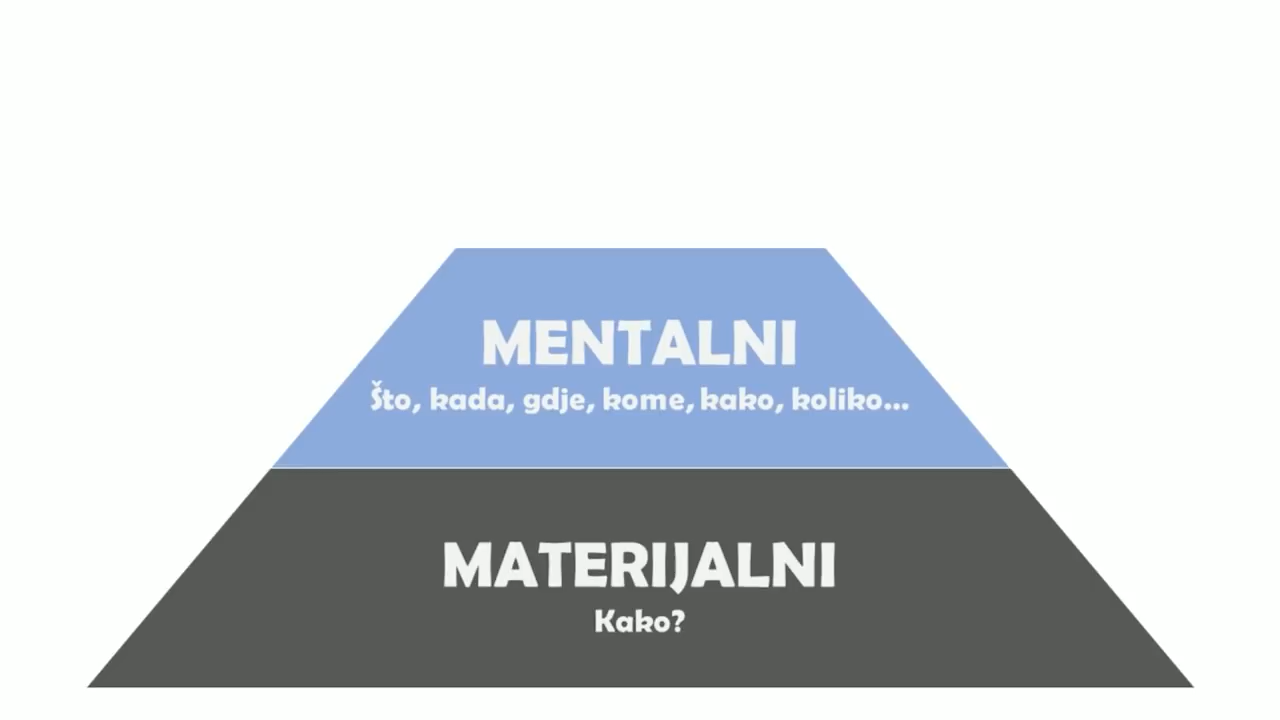 MENTALNI
Što, kada, gdje, kome, kako, koliko...
MATERIJALNI
Kako?